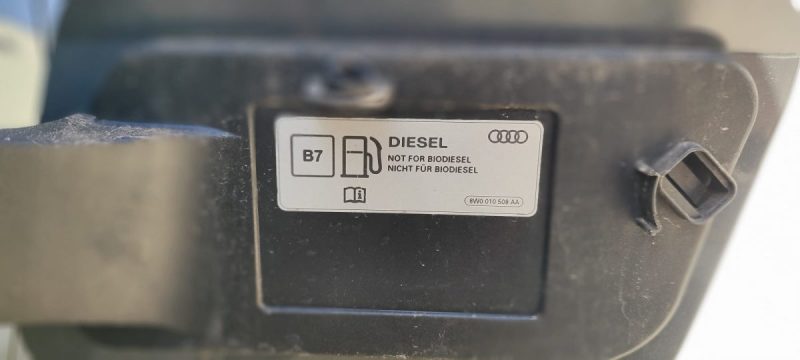 B7
DIESEL
NOT FOR BIODIESEL
NICHT FÜR BIODIESEL
8W0 010 508 AA